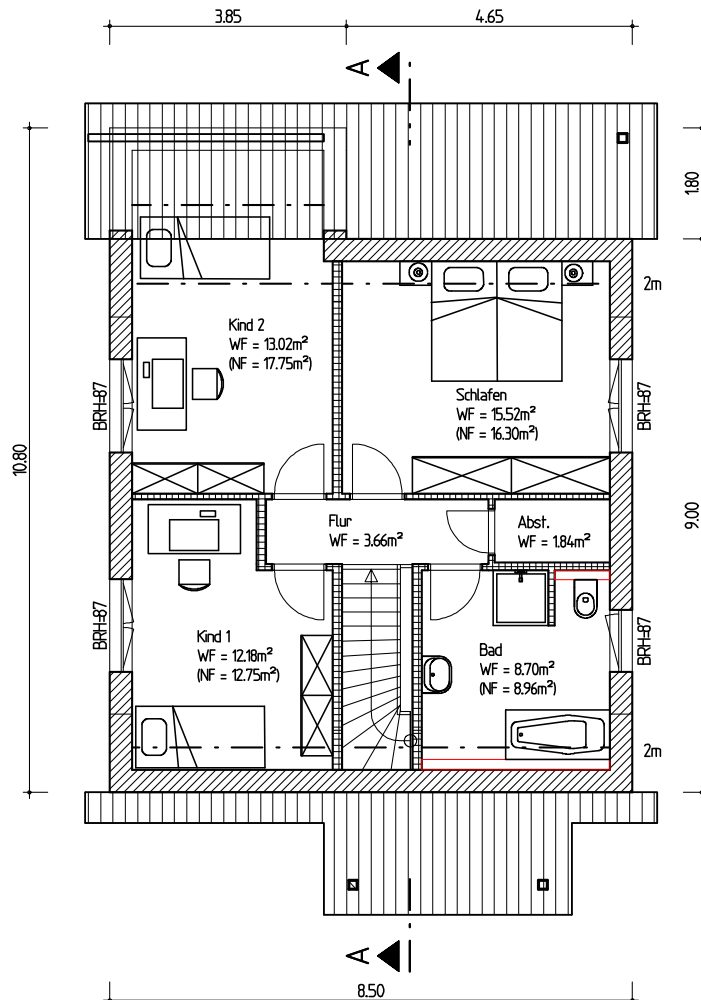 3.85
4.65
A
1.80
2m
Kind 2
WF = 13.02m²
(NF = 17.75m²)
BRH=87
Schlafen
WF = 15.52m²
(NF = 16.30m²)
BRH=87
10.80
9.00
Flur
WF = 3.66m²
Abst.
WF = 1.84m²
BRH=87
Kind 1
WF = 12.18m²
(NF = 12.75m²)
Bad
WF = 8.70m²
(NF = 8.96m²)
BRH=87
2m
A
8.50